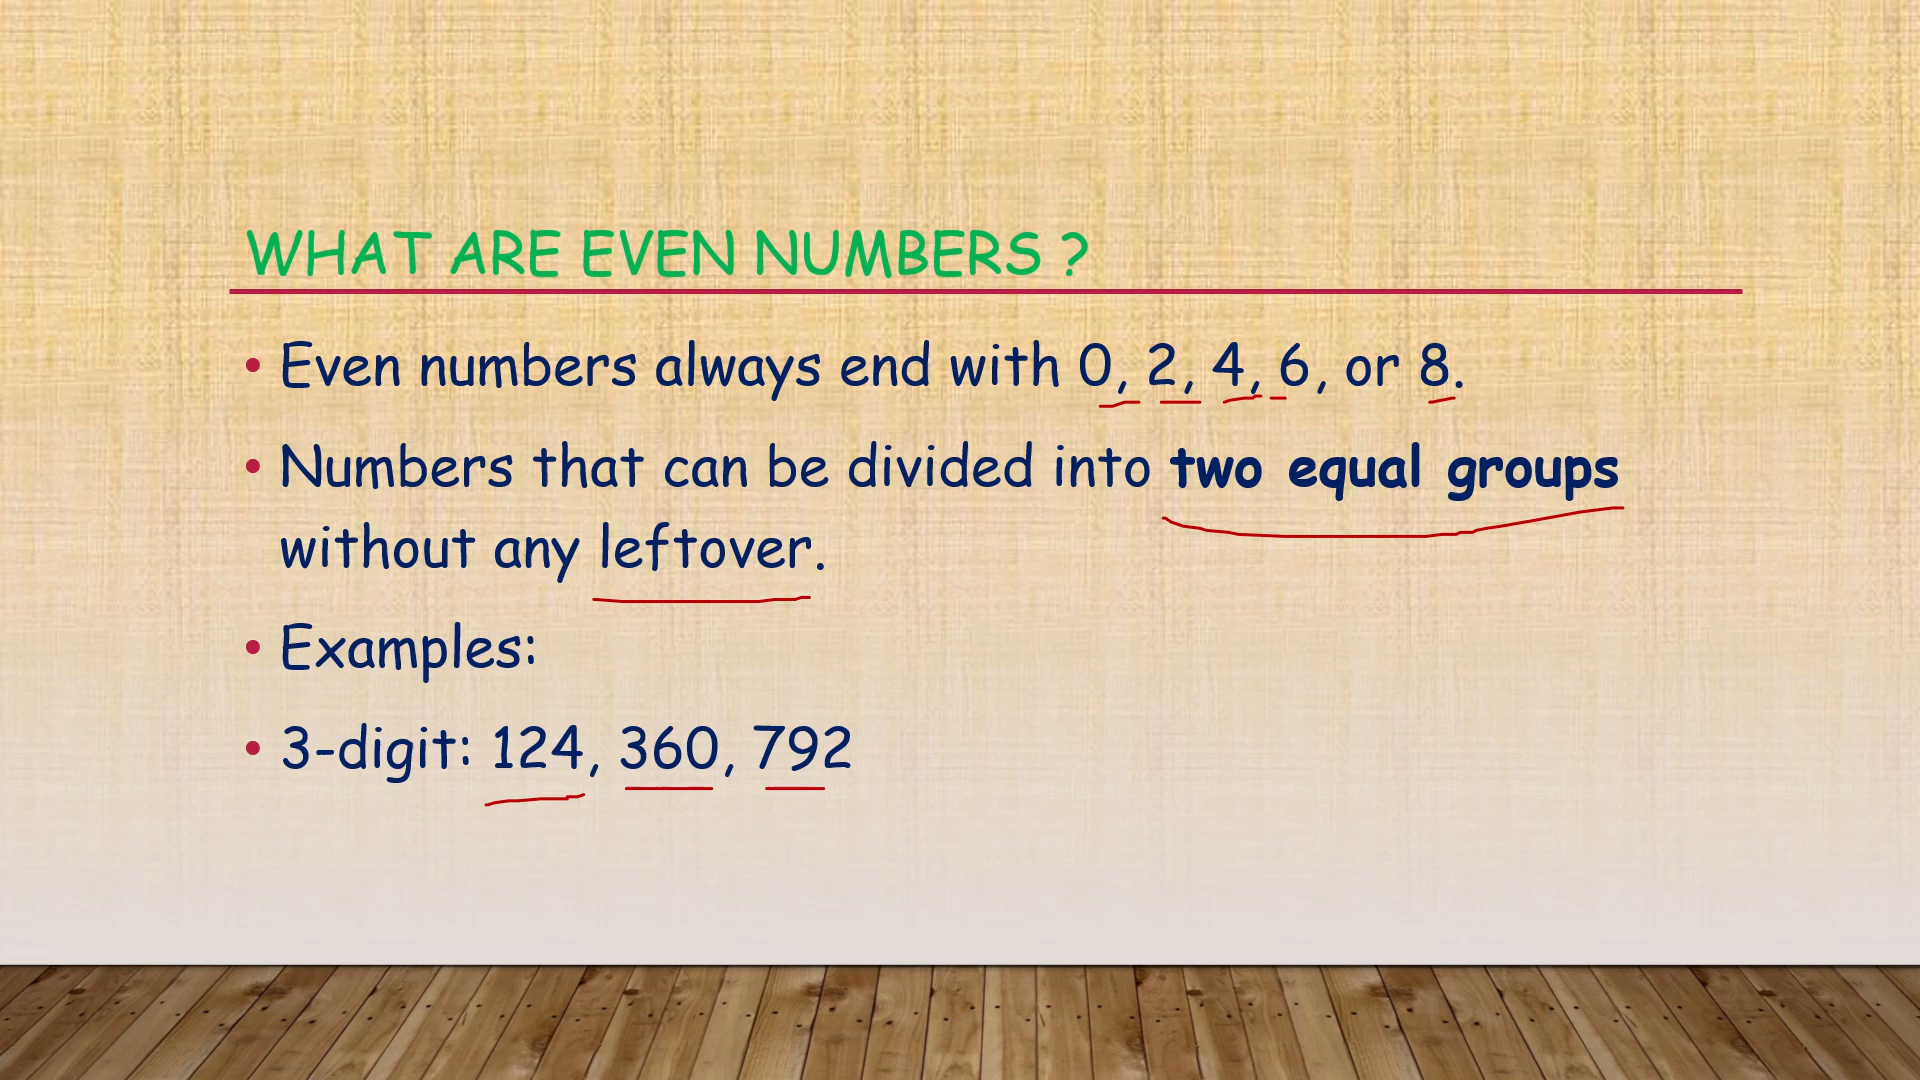 WHAT ARE EVEN NUMBERS ?
• Even numbers always end with 0, 2, 4, 6, or 8.
• Numbers that can be divided into two equal groups
without any leftover.
• Examples:
• 3-digit: 124, 360, 792